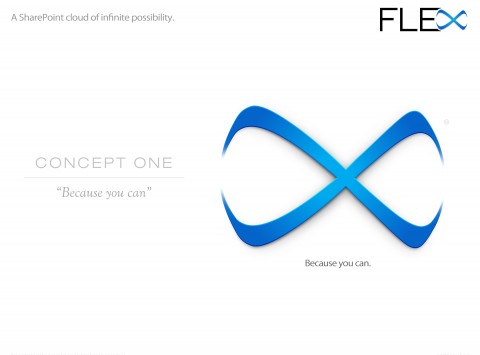 A SharePoint cloud of infinite possibility.
FLEX
CONCEPT ONE
“Because you can”
®
Because you can.